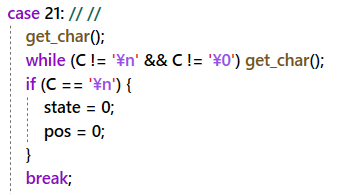 case 21: // //
get_char();
while (C != '¥n' && C != '¥0') get_char();
if (C == '¥n') {
state = 0;
pos = 0;
}
break;